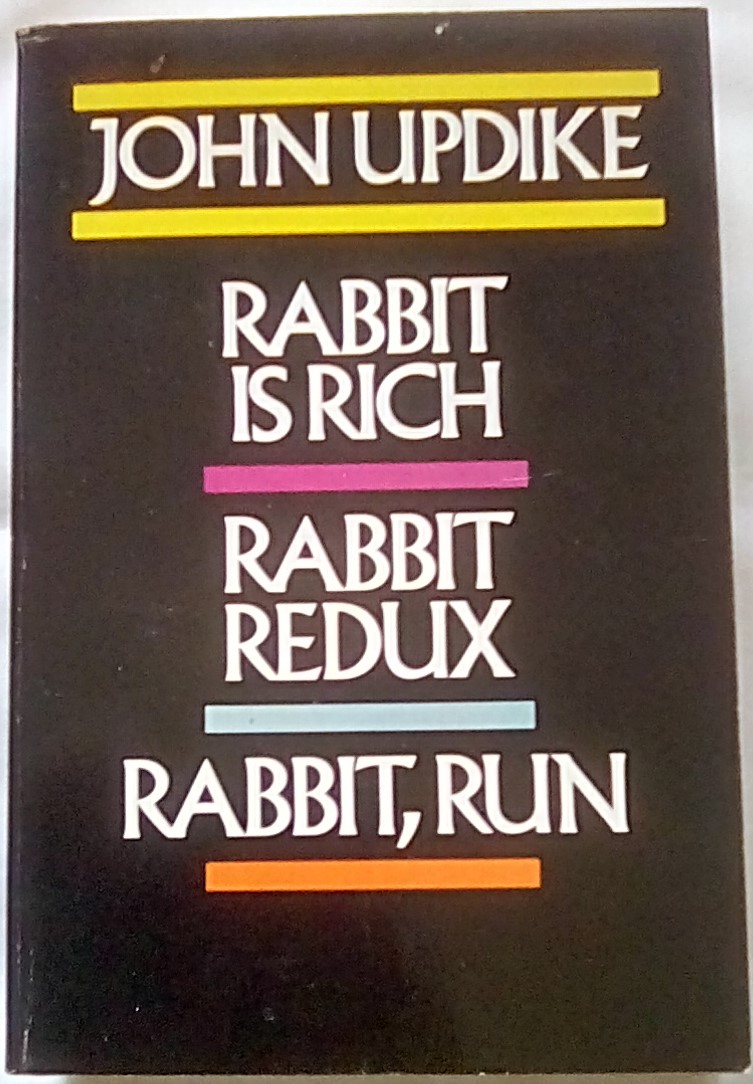 JOHN UPDIKE
RABBIT
IS RICH
RABBIT
REDUX
RABBIT, RUN